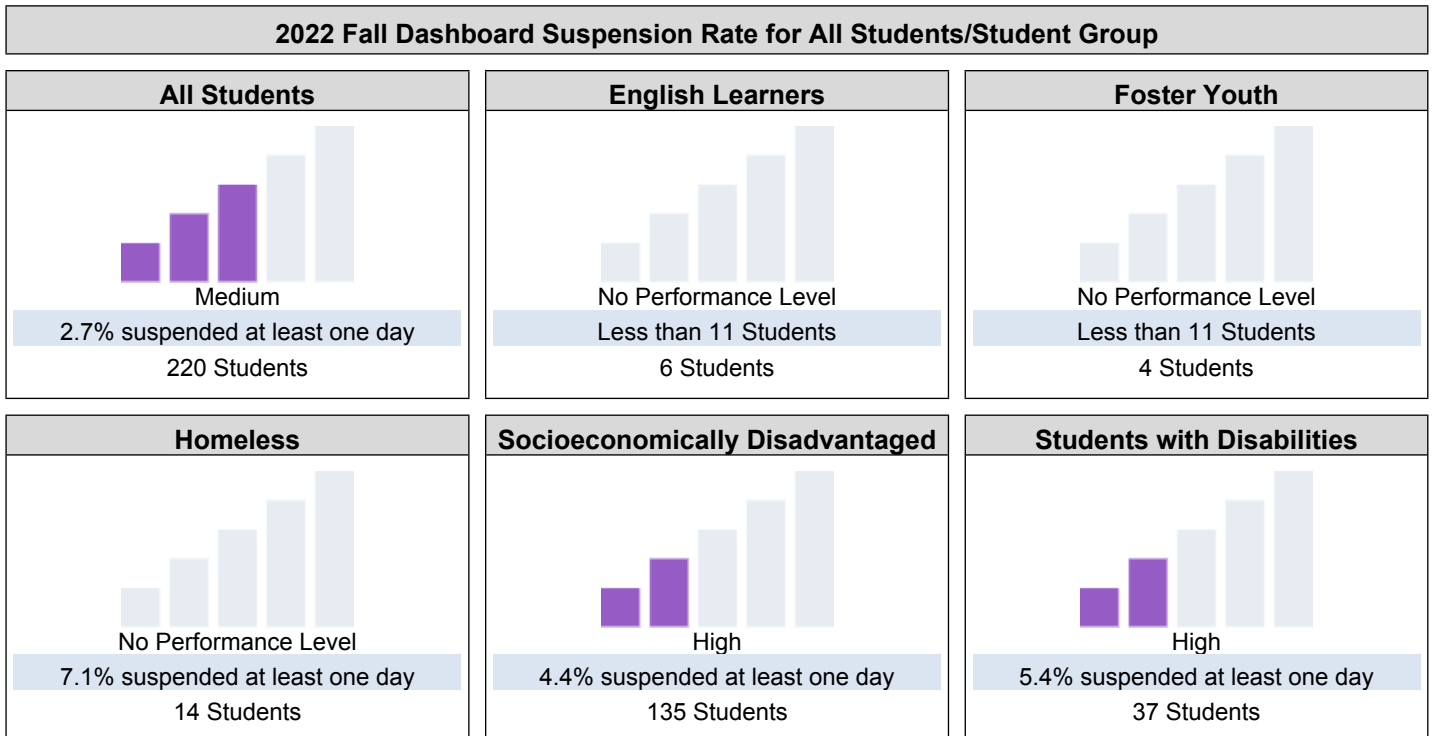 2022 Fall Dashboard Suspension Rate for All Students/Student Group
All Students
Medium
2.7% suspended at least one day
220 Students
English Learners
No Performance Level
Less than 11 Students
6 Students
Foster Youth
No Performance Level
Less than 11 Students
4 Students
Homeless
No Performance Level
7.1% suspended at least one day
14 Students
Socioeconomically Disadvantaged
High
4.4% suspended at least one day
135 Students
Students with Disabilities
High
5.4% suspended at least one day
37 Students